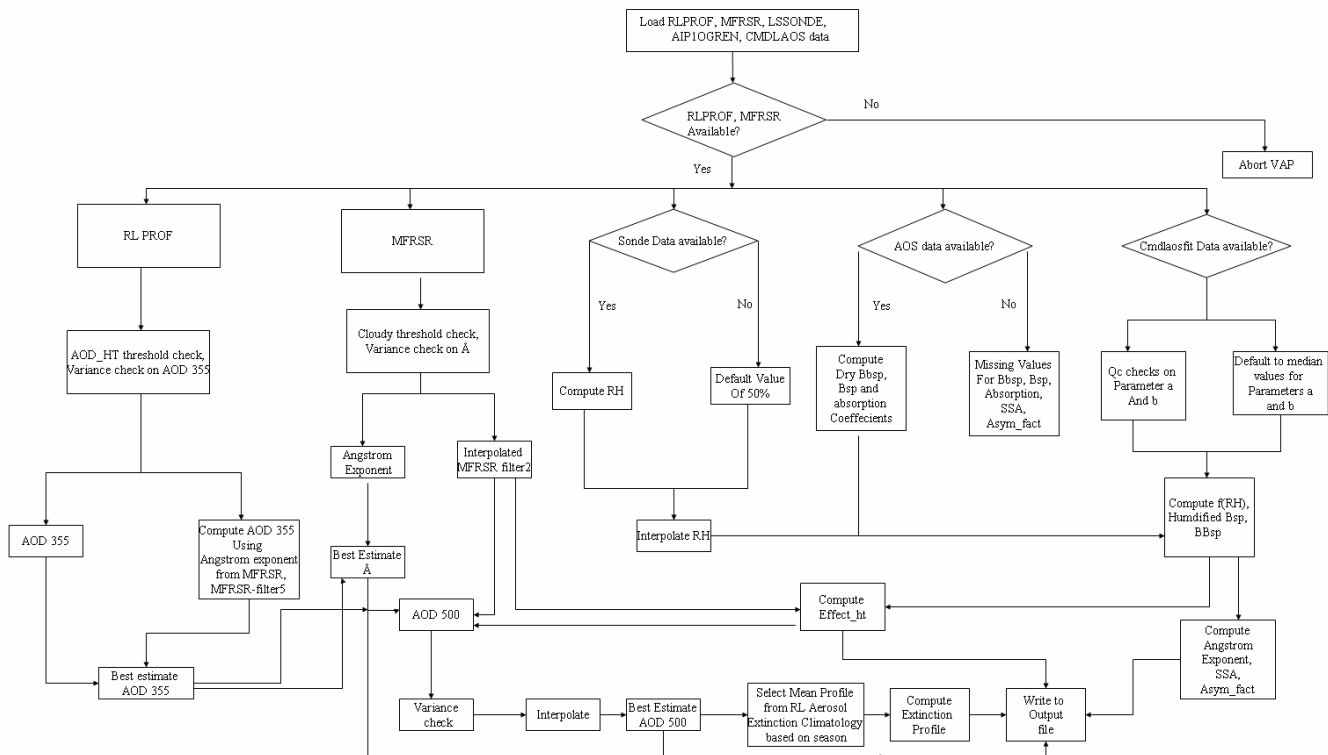 Load RLPROF, MFRSR, LSSONDE,
AIP1OGREN, CMDLAOS data
RLPROF, MFRSR
Available?
No
Yes
Abort VAP
RL PROF
MFRSR
Sonde Data available?
AOS data available?
Cmdlaosfit Data available?
Yes
No
Yes
No
AOD_HT threshold check,
Variance check on AOD 355
Cloudy threshold check,
Variance check on Å
Compute RH
Default Value
Of 50%
Compute
Dry Bbsp,
Bsp and
absorption
Coeffecients
Missing Values
For Bbsp, Bsp,
Absorption,
SSA,
Asym_fact
Qc checks on
Parameter a
And b
Default to median
values for
Parameters a
and b
Angstrom
Exponent
Interpolated
MFRSR filter2
AOD 355
Compute AOD 355
Using
Angstrom exponent
from MFRSR,
MFRSR-filter5
Best Estimate
Å
Interpolate RH
Compute f(RH),
Humdified Bsp,
BBsp
AOD 500
Compute
Effect_ht
Compute
Angstrom
Exponent,
SSA,
Asym_fact
Best estimate
AOD 355
Variance
check
Interpolate
Best Estimate
AOD 500
Select Mean Profile
from RL Aerosol
Extinction Climatology
based on season
Compute
Extinction
Profile
Write to
Output
file